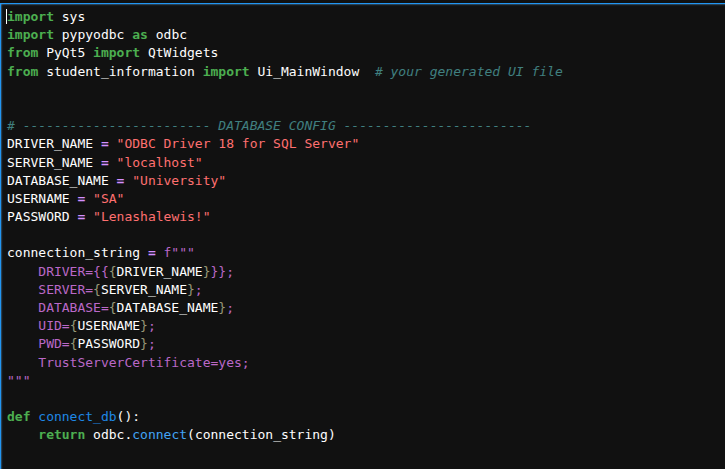 import sys
import pypyodbc as odbc
from PyQt5 import QtWidgets
from student_information import Ui_MainWindow  # your generated UI file
# ------------------------ DATABASE CONFIG ------------------------
DRIVER_NAME = "ODBC Driver 18 for SQL Server"
SERVER_NAME = "localhost"
DATABASE_NAME = "University"
USERNAME = "SA"
PASSWORD = "Lenashalewis!"
connection_string = f"""
    DRIVER={{{DRIVER_NAME}}};
    SERVER={SERVER_NAME};
    DATABASE={DATABASE_NAME};
    UID={USERNAME};
    PWD={PASSWORD};
    TrustServerCertificate=yes;
"""
def connect_db():
    return odbc.connect(connection_string)